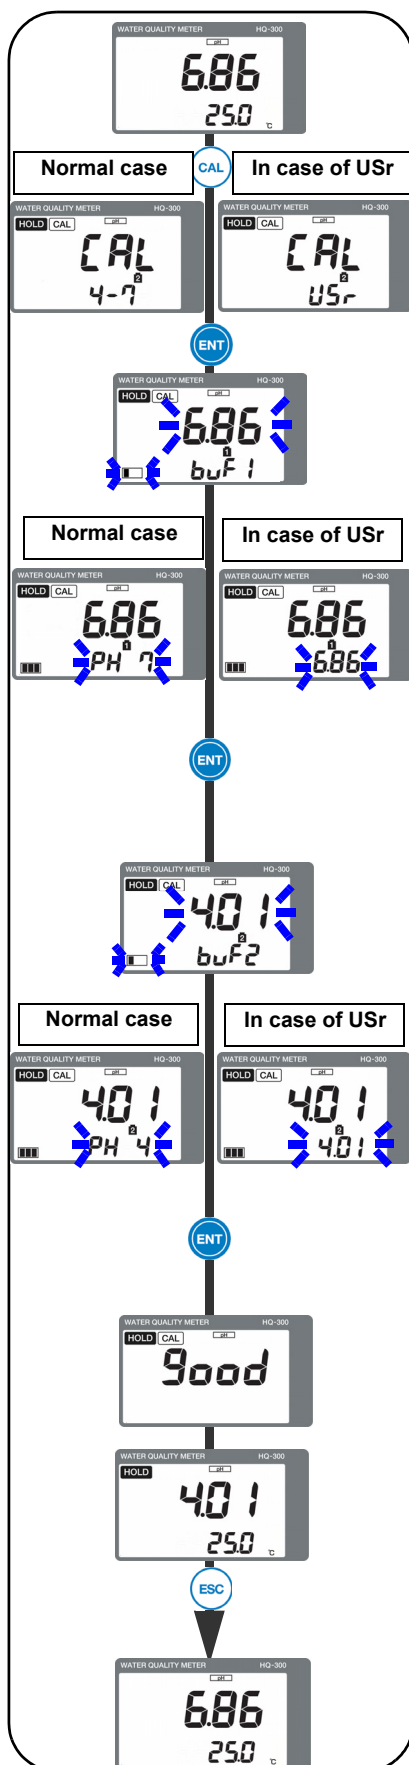 WATER QUALITY METER HQ-300
pH
6.86
25.0 ℃
CAL
Normal case
In case of USr
WATER QUALITY METER HQ-300
HOLD CAL pH
CAL
2
4-7
WATER QUALITY METER HQ-300
HOLD CAL pH
CAL
2
USr
ENT
WATER QUALITY METER HQ-300
HOLD CAL pH
6.86
1
buF1
Normal case
In case of USr
WATER QUALITY METER HQ-300
HOLD CAL pH
6.86
1
PH 7
WATER QUALITY METER HQ-300
HOLD CAL pH
6.86
1
6.86
ENT
WATER QUALITY METER HQ-300
HOLD CAL pH
4.01
2
buF2
Normal case
In case of USr
WATER QUALITY METER HQ-300
HOLD CAL pH
4.01
2
PH 4
WATER QUALITY METER HQ-300
HOLD CAL pH
4.01
2
4.01
ENT
WATER QUALITY METER HQ-300
HOLD CAL pH
good
WATER QUALITY METER HQ-300
HOLD pH
4.01
25.0 ℃
ESC
WATER QUALITY METER HQ-300
pH
6.86
25.0 ℃